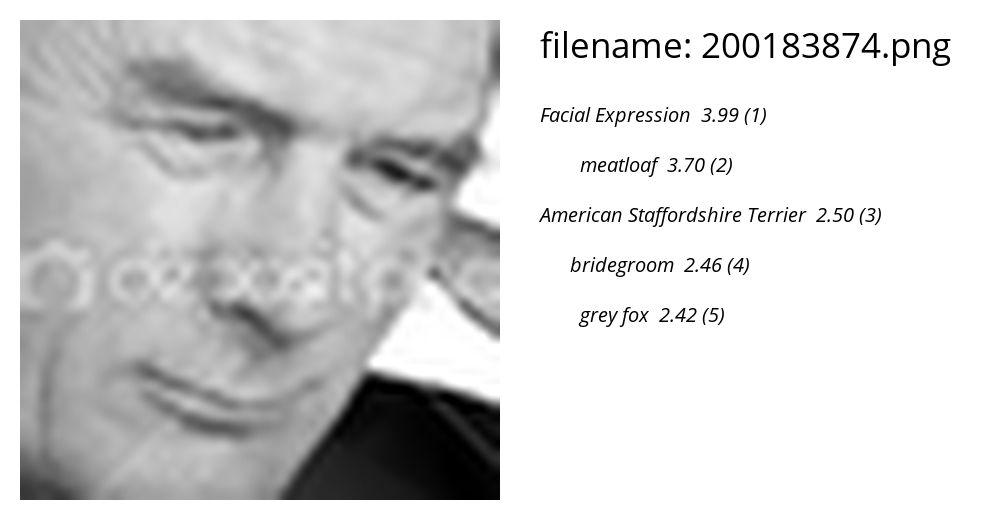 filename: 200183874.png
Facial Expression 3.99 (1)
meatloaf 3.70 (2)
American Staffordshire Terrier 2.50 (3)
bridegroom 2.46 (4)
grey fox 2.42 (5)